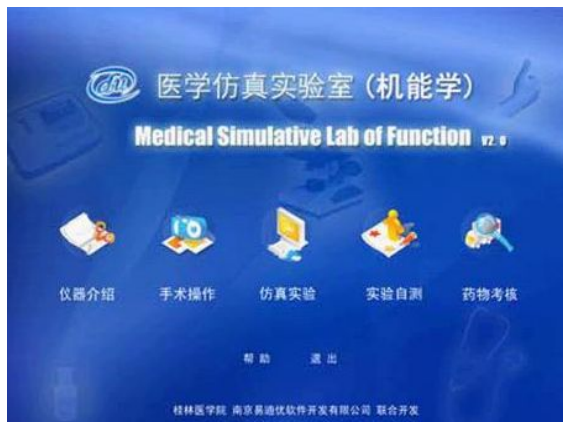 医学仿真实验室(机能学)
Medical Simulative Lab of Function V2.0
仪器介绍 手术操作 仿真实验 实验自测 药物考核
帮助 退出
桂林医学院 南京易迪优软件开发有限公司 联合开发